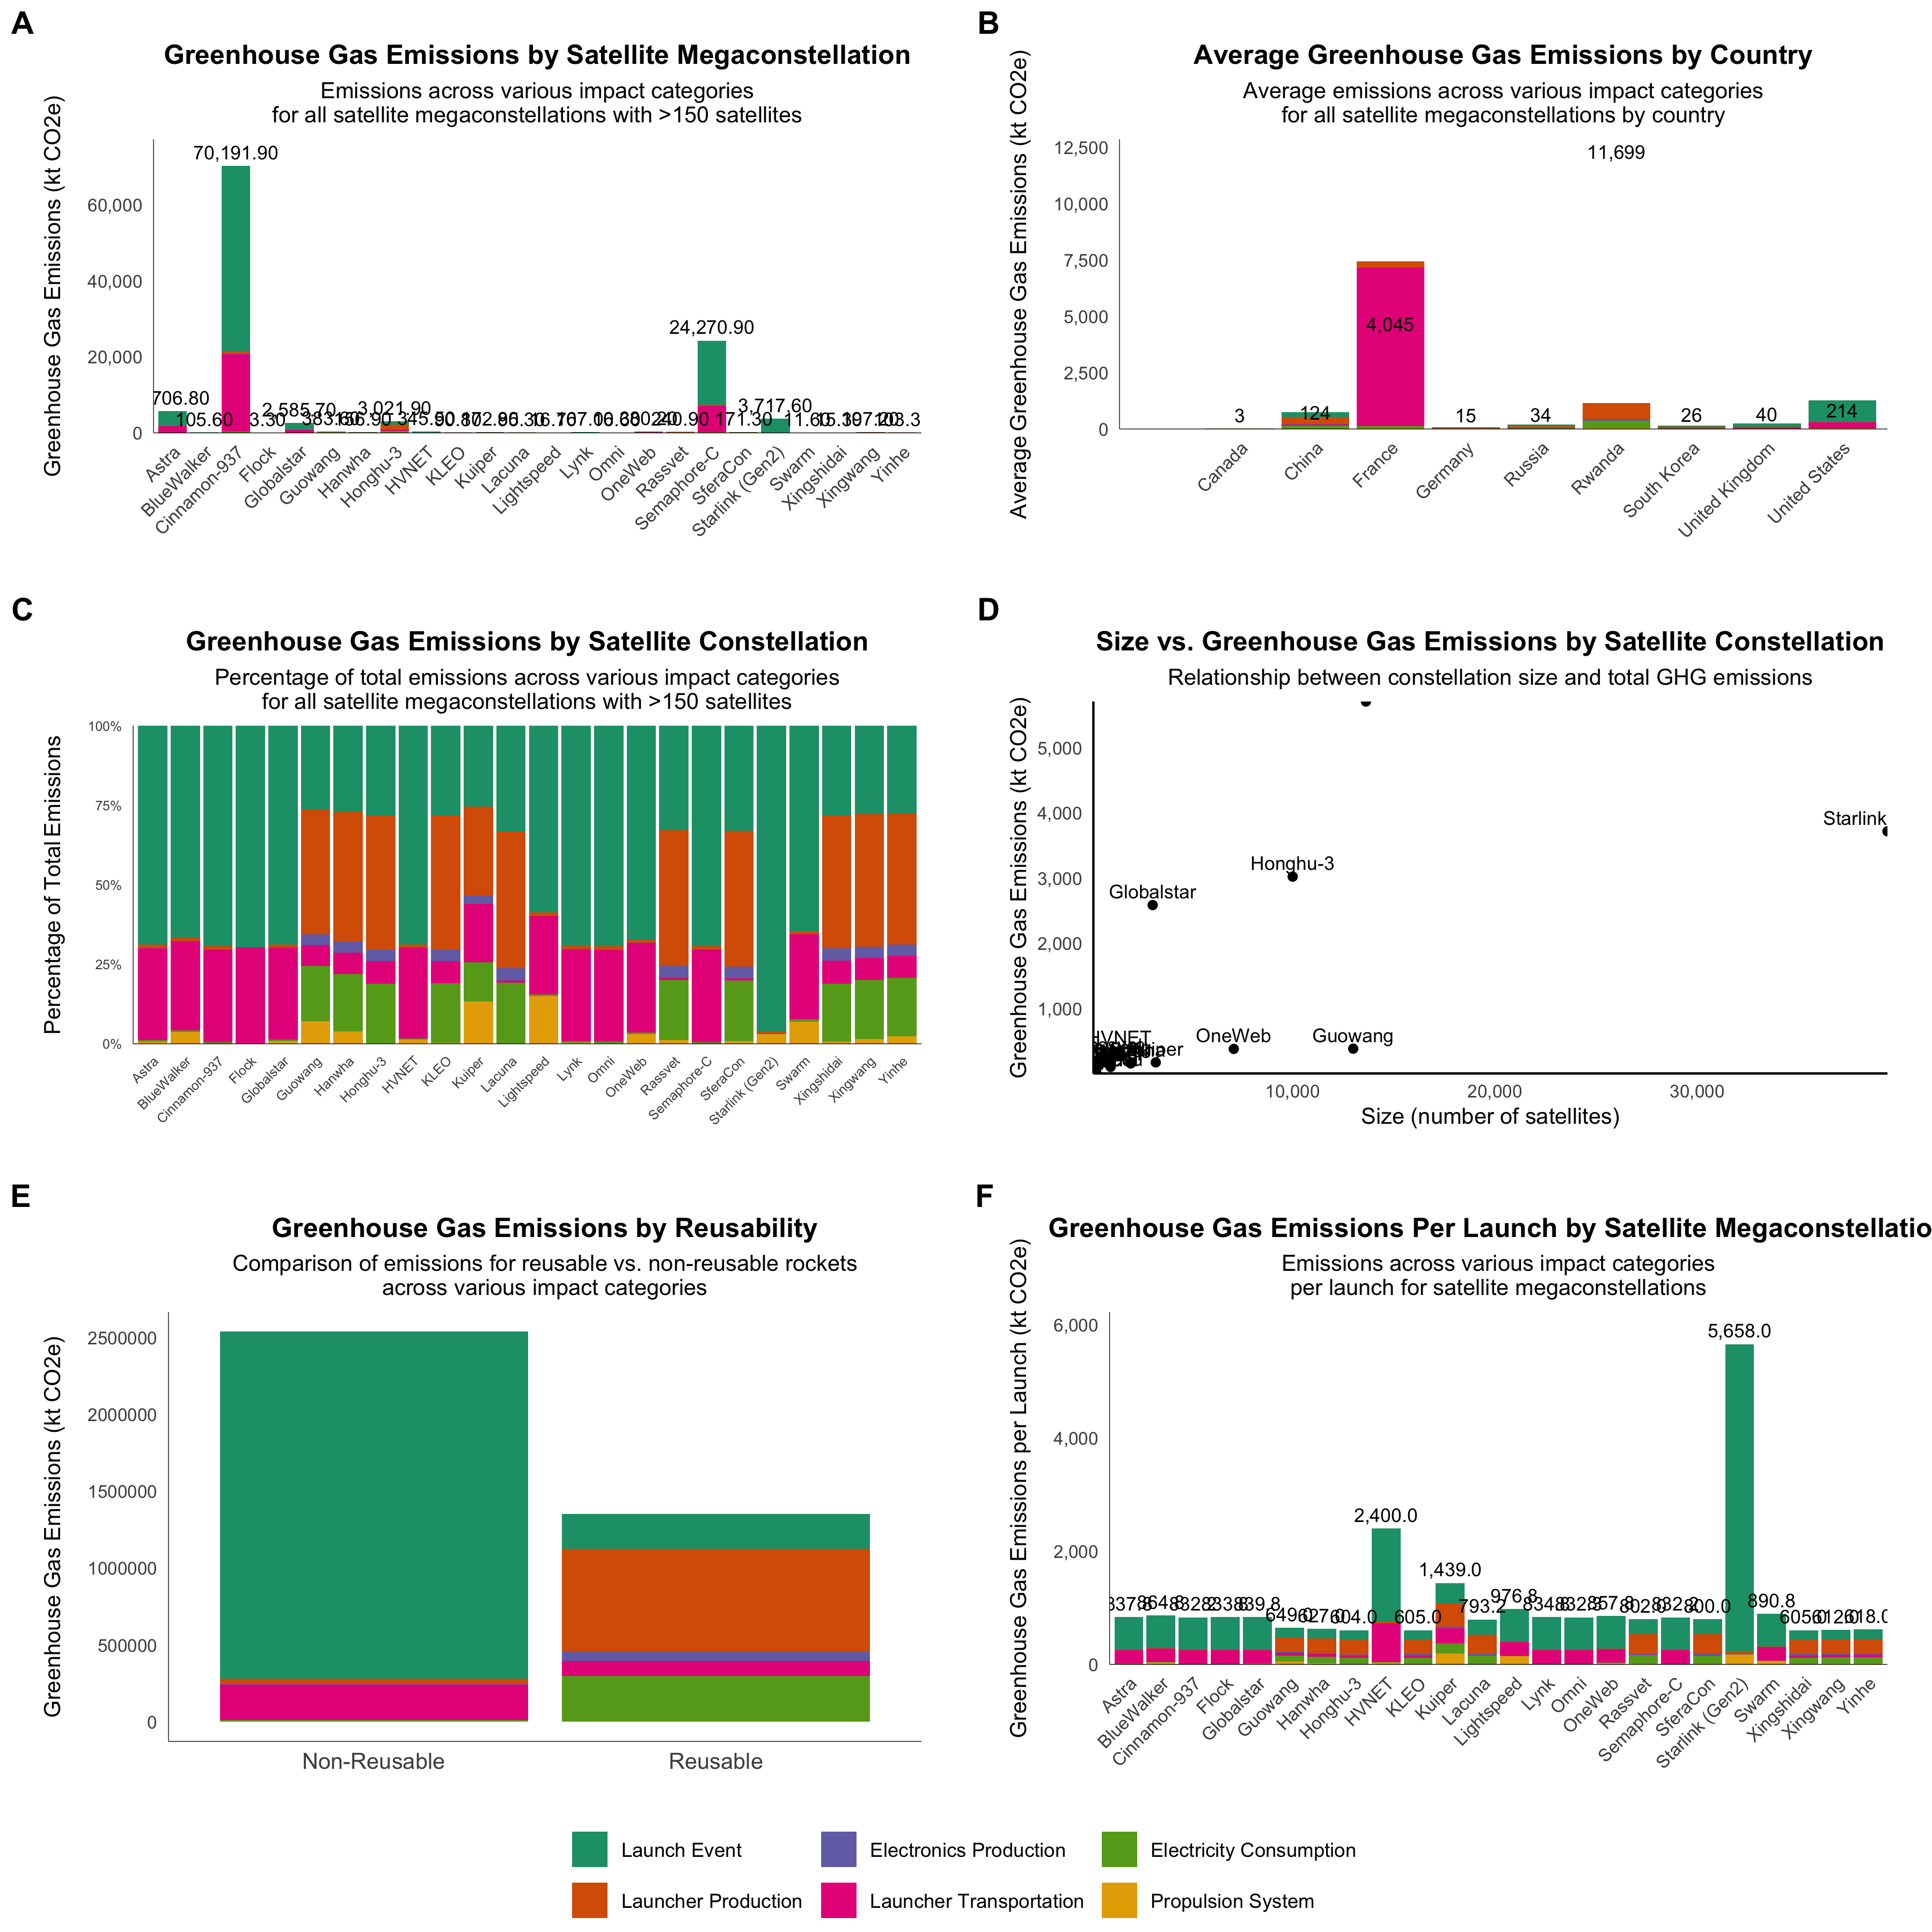 A
Greenhouse Gas Emissions by Satellite Megaconstellation
Emissions across various impact categories
for all satellite megaconstellations with >150 satellites
Greenhouse Gas Emissions (kt CO2e)
60,000
40,000
20,000
0
706.80
105.60
70,191.90
3.30
2,585.70
3,021.90
24,270.90
171.30
3,717.60
Astra
BlueWalker
Cinnamon-937
Flock
Globalstar
Guowang
Hanwha
Honghu-3
HVNET
KLEO
Kuiper
Lacuna
Lightspeed
Lynk
Omni
OneWeb
Rassvet
Semaphore-C
SferaCon
Starlink (Gen2)
Swarm
Xingshidai
Xingwang
Yinhe
B
Average Greenhouse Gas Emissions by Country
Average emissions across various impact categories
for all satellite megaconstellations by country
Average Greenhouse Gas Emissions (kt CO2e)
12,500
10,000
7,500
5,000
2,500
0
3
124
4,045
15
34
11,699
26
40
214
Canada
China
France
Germany
Russia
Rwanda
South Korea
United Kingdom
United States
C
Greenhouse Gas Emissions by Satellite Constellation
Percentage of total emissions across various impact categories
for all satellite megaconstellations with >150 satellites
Percentage of Total Emissions
100%
75%
50%
25%
0%
Astra
BlueWalker
Cinnamon-937
Flock
Globalstar
Guowang
Hanwha
Honghu-3
HVNET
KLEO
Kuiper
Lacuna
Lightspeed
Lynk
Omni
OneWeb
Rassvet
Semaphore-C
SferaCon
Starlink (Gen2)
Swarm
Xingshidai
Xingwang
Yinhe
D
Size vs. Greenhouse Gas Emissions by Satellite Constellation
Relationship between constellation size and total GHG emissions
Greenhouse Gas Emissions (kt CO2e)
5,000
4,000
3,000
2,000
1,000
Starlink
Honghu-3
Globalstar
HVNET
OneWeb
Guowang
10,000
20,000
30,000
Size (number of satellites)
E
Greenhouse Gas Emissions by Reusability
Comparison of emissions for reusable vs. non-reusable rockets
across various impact categories
Greenhouse Gas Emissions (kt CO2e)
2500000
2000000
1500000
1000000
500000
0
Non-Reusable
Reusable
F
Greenhouse Gas Emissions Per Launch by Satellite Megaconstellatio
Emissions across various impact categories
per launch for satellite megaconstellations
Greenhouse Gas Emissions per Launch (kt CO2e)
6,000
4,000
2,000
0
2,400.0
605.0
1,439.0
793.2
976.8
5,658.0
890.8
Astra
BlueWalker
Cinnamon-937
Flock
Globalstar
Guowang
Hanwha
Honghu-3
HVNET
KLEO
Kuiper
Lacuna
Lightspeed
Lynk
Omni
OneWeb
Rassvet
Semaphore-C
SferaCon
Starlink (Gen2)
Swarm
Xingshidai
Xingwang
Yinhe
Launch Event
Electronics Production
Electricity Consumption
Launcher Production
Launcher Transportation
Propulsion System